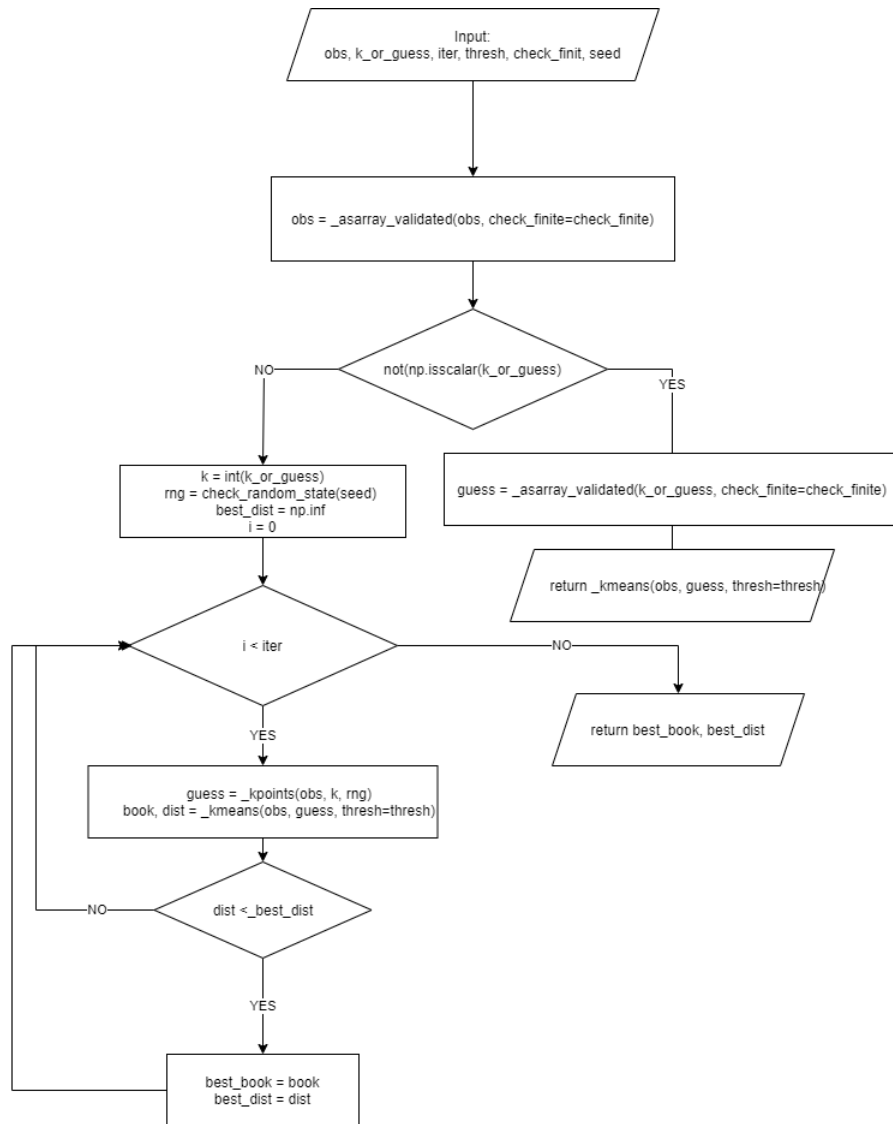 Input:
obs, k_or_guess, iter, thresh, check_finit, seed
obs = _asarray_validated(obs, check_finite=check_finite)
not(np.isscalar(k_or_guess)
NO
YES
k = int(k_or_guess)
rng = check_random_state(seed)
best_dist = np.inf
i = 0
guess = _asarray_validated(k_or_guess, check_finite=check_finite)
return _kmeans(obs, guess, thresh=thresh)
i < iter
NO
return best_book, best_dist
YES
guess = _kpoints(obs, k, rng)
book, dist = _kmeans(obs, guess, thresh=thresh)
dist <_best_dist
NO
YES
best_book = book
best_dist = dist